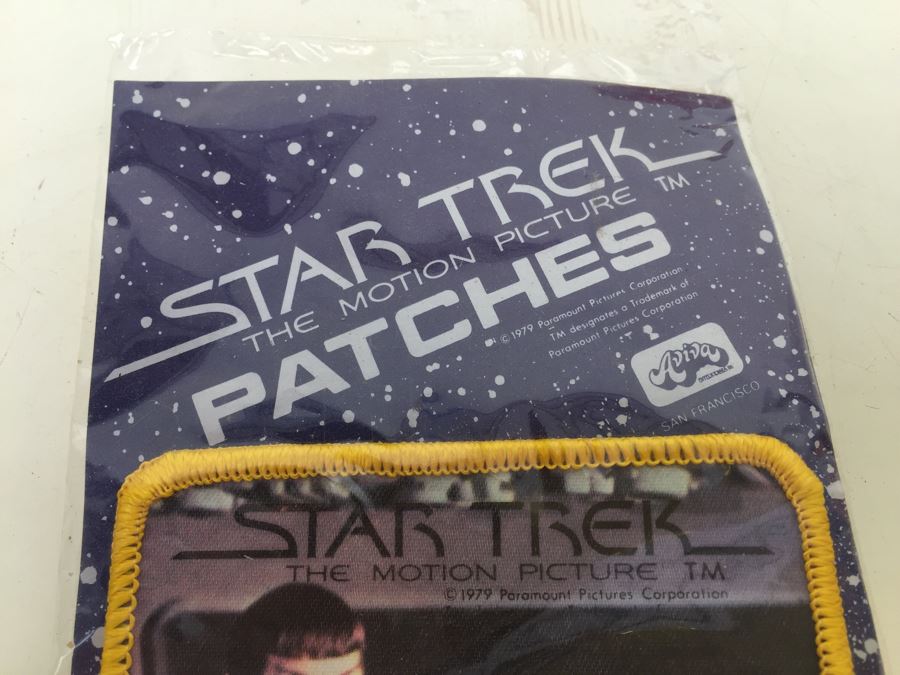 STAR TREK
THE MOTION PICTURE TM
PATCHES
©1979 Paramount Pictures Corporation
TM designates a Trademark of
Paramount Pictures Corporation
Aviva
SAN FRANCISCO
STAR TREK
THE MOTION PICTURE TM
©1979 Paramount Pictures Corporation